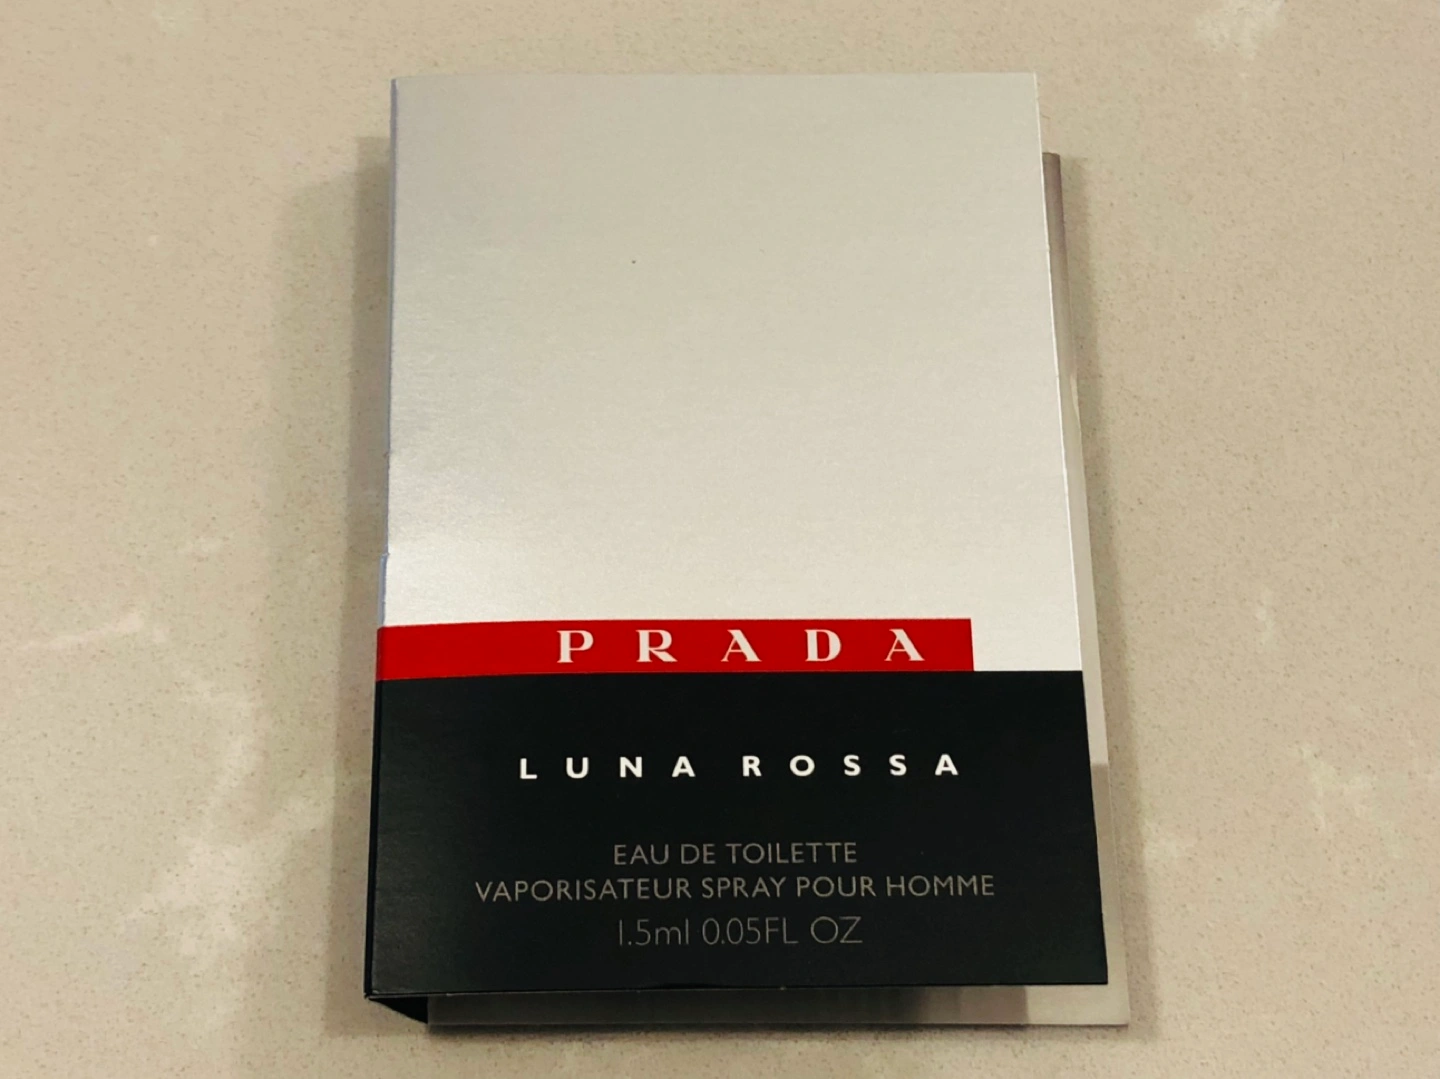 PRADA
LUNA ROSSA
EAU DE TOILETTE
VAPORISATEUR SPRAY POUR HOMME
1.5ml 0.05FL OZ